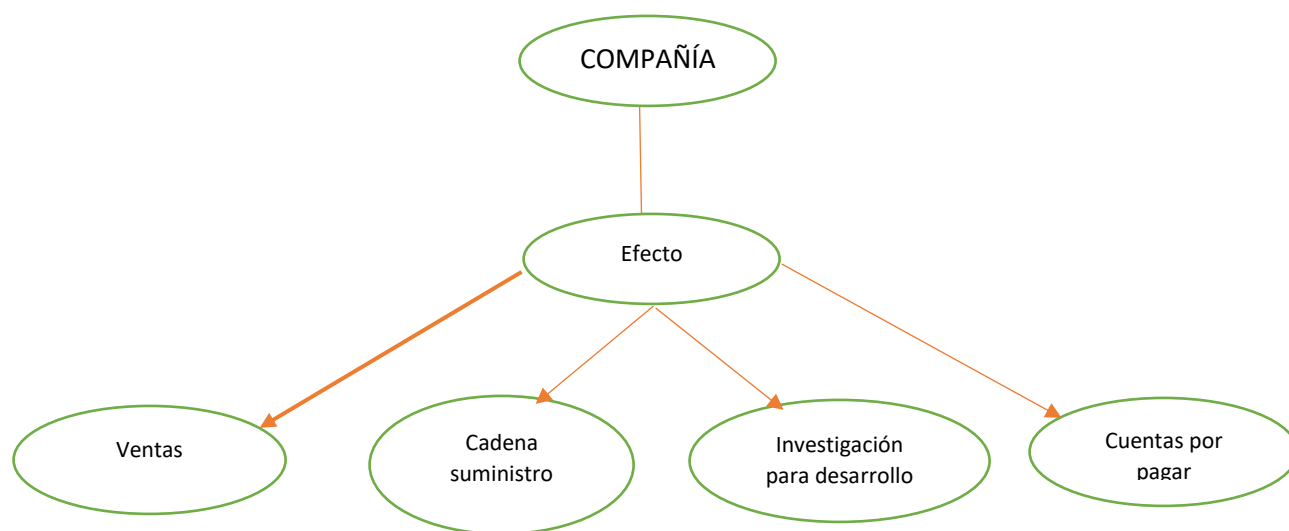 COMPAÑÍA
Efecto
Ventas
Cadena
suministro
Investigación
para desarrollo
Cuentas por
pagar